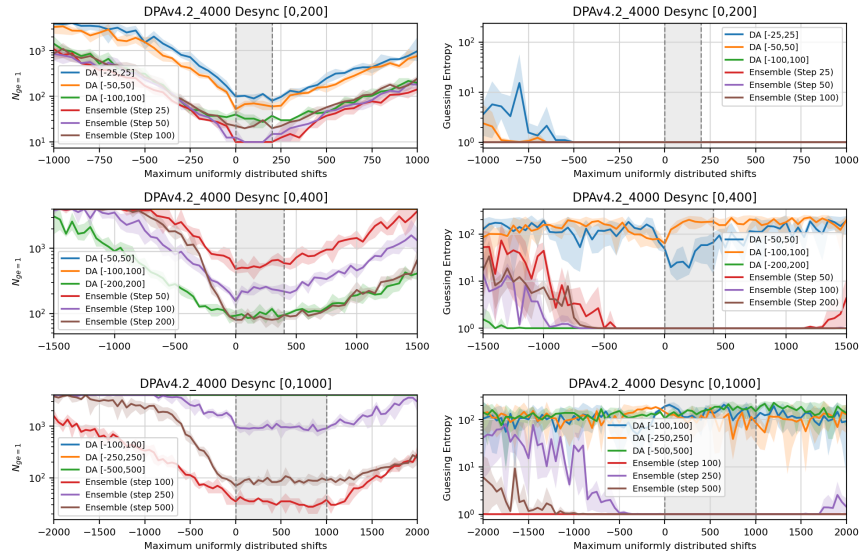 DPAv4.2_4000 Desync [0,200]
N_ge=1
10³
10²
10¹
DA [-25,25]
DA [-50,50]
DA [-100,100]
Ensemble (Step 25)
Ensemble (Step 50)
Ensemble (Step 100)
−1000 −750 −500 −250 0 250 500 750 1000
Maximum uniformly distributed shifts
DPAv4.2_4000 Desync [0,200]
Guessing Entropy
10²
10¹
10⁰
DA [-25,25]
DA [-50,50]
DA [-100,100]
Ensemble (Step 25)
Ensemble (Step 50)
Ensemble (Step 100)
−1000 −750 −500 −250 0 250 500 750 1000
Maximum uniformly distributed shifts
DPAv4.2_4000 Desync [0,400]
N_ge=1
10³
10²
DA [-50,50]
DA [-100,100]
DA [-200,200]
Ensemble (Step 50)
Ensemble (Step 100)
Ensemble (Step 200)
−1500 −1000 −500 0 500 1000 1500
Maximum uniformly distributed shifts
DPAv4.2_4000 Desync [0,400]
Guessing Entropy
10²
10¹
10⁰
DA [-50,50]
DA [-100,100]
DA [-200,200]
Ensemble (Step 50)
Ensemble (Step 100)
Ensemble (Step 200)
−1500 −1000 −500 0 500 1000 1500
Maximum uniformly distributed shifts
DPAv4.2_4000 Desync [0,1000]
N_ge=1
10³
10²
DA [-100,100]
DA [-250,250]
DA [-500,500]
Ensemble (step 100)
Ensemble (step 250)
Ensemble (step 500)
−2000 −1500 −1000 −500 0 500 1000 1500 2000
Maximum uniformly distributed shifts
DPAv4.2_4000 Desync [0,1000]
Guessing Entropy
10²
10¹
10⁰
DA [-100,100]
DA [-250,250]
DA [-500,500]
Ensemble (step 100)
Ensemble (step 250)
Ensemble (step 500)
−2000 −1500 −1000 −500 0 500 1000 1500 2000
Maximum uniformly distributed shifts